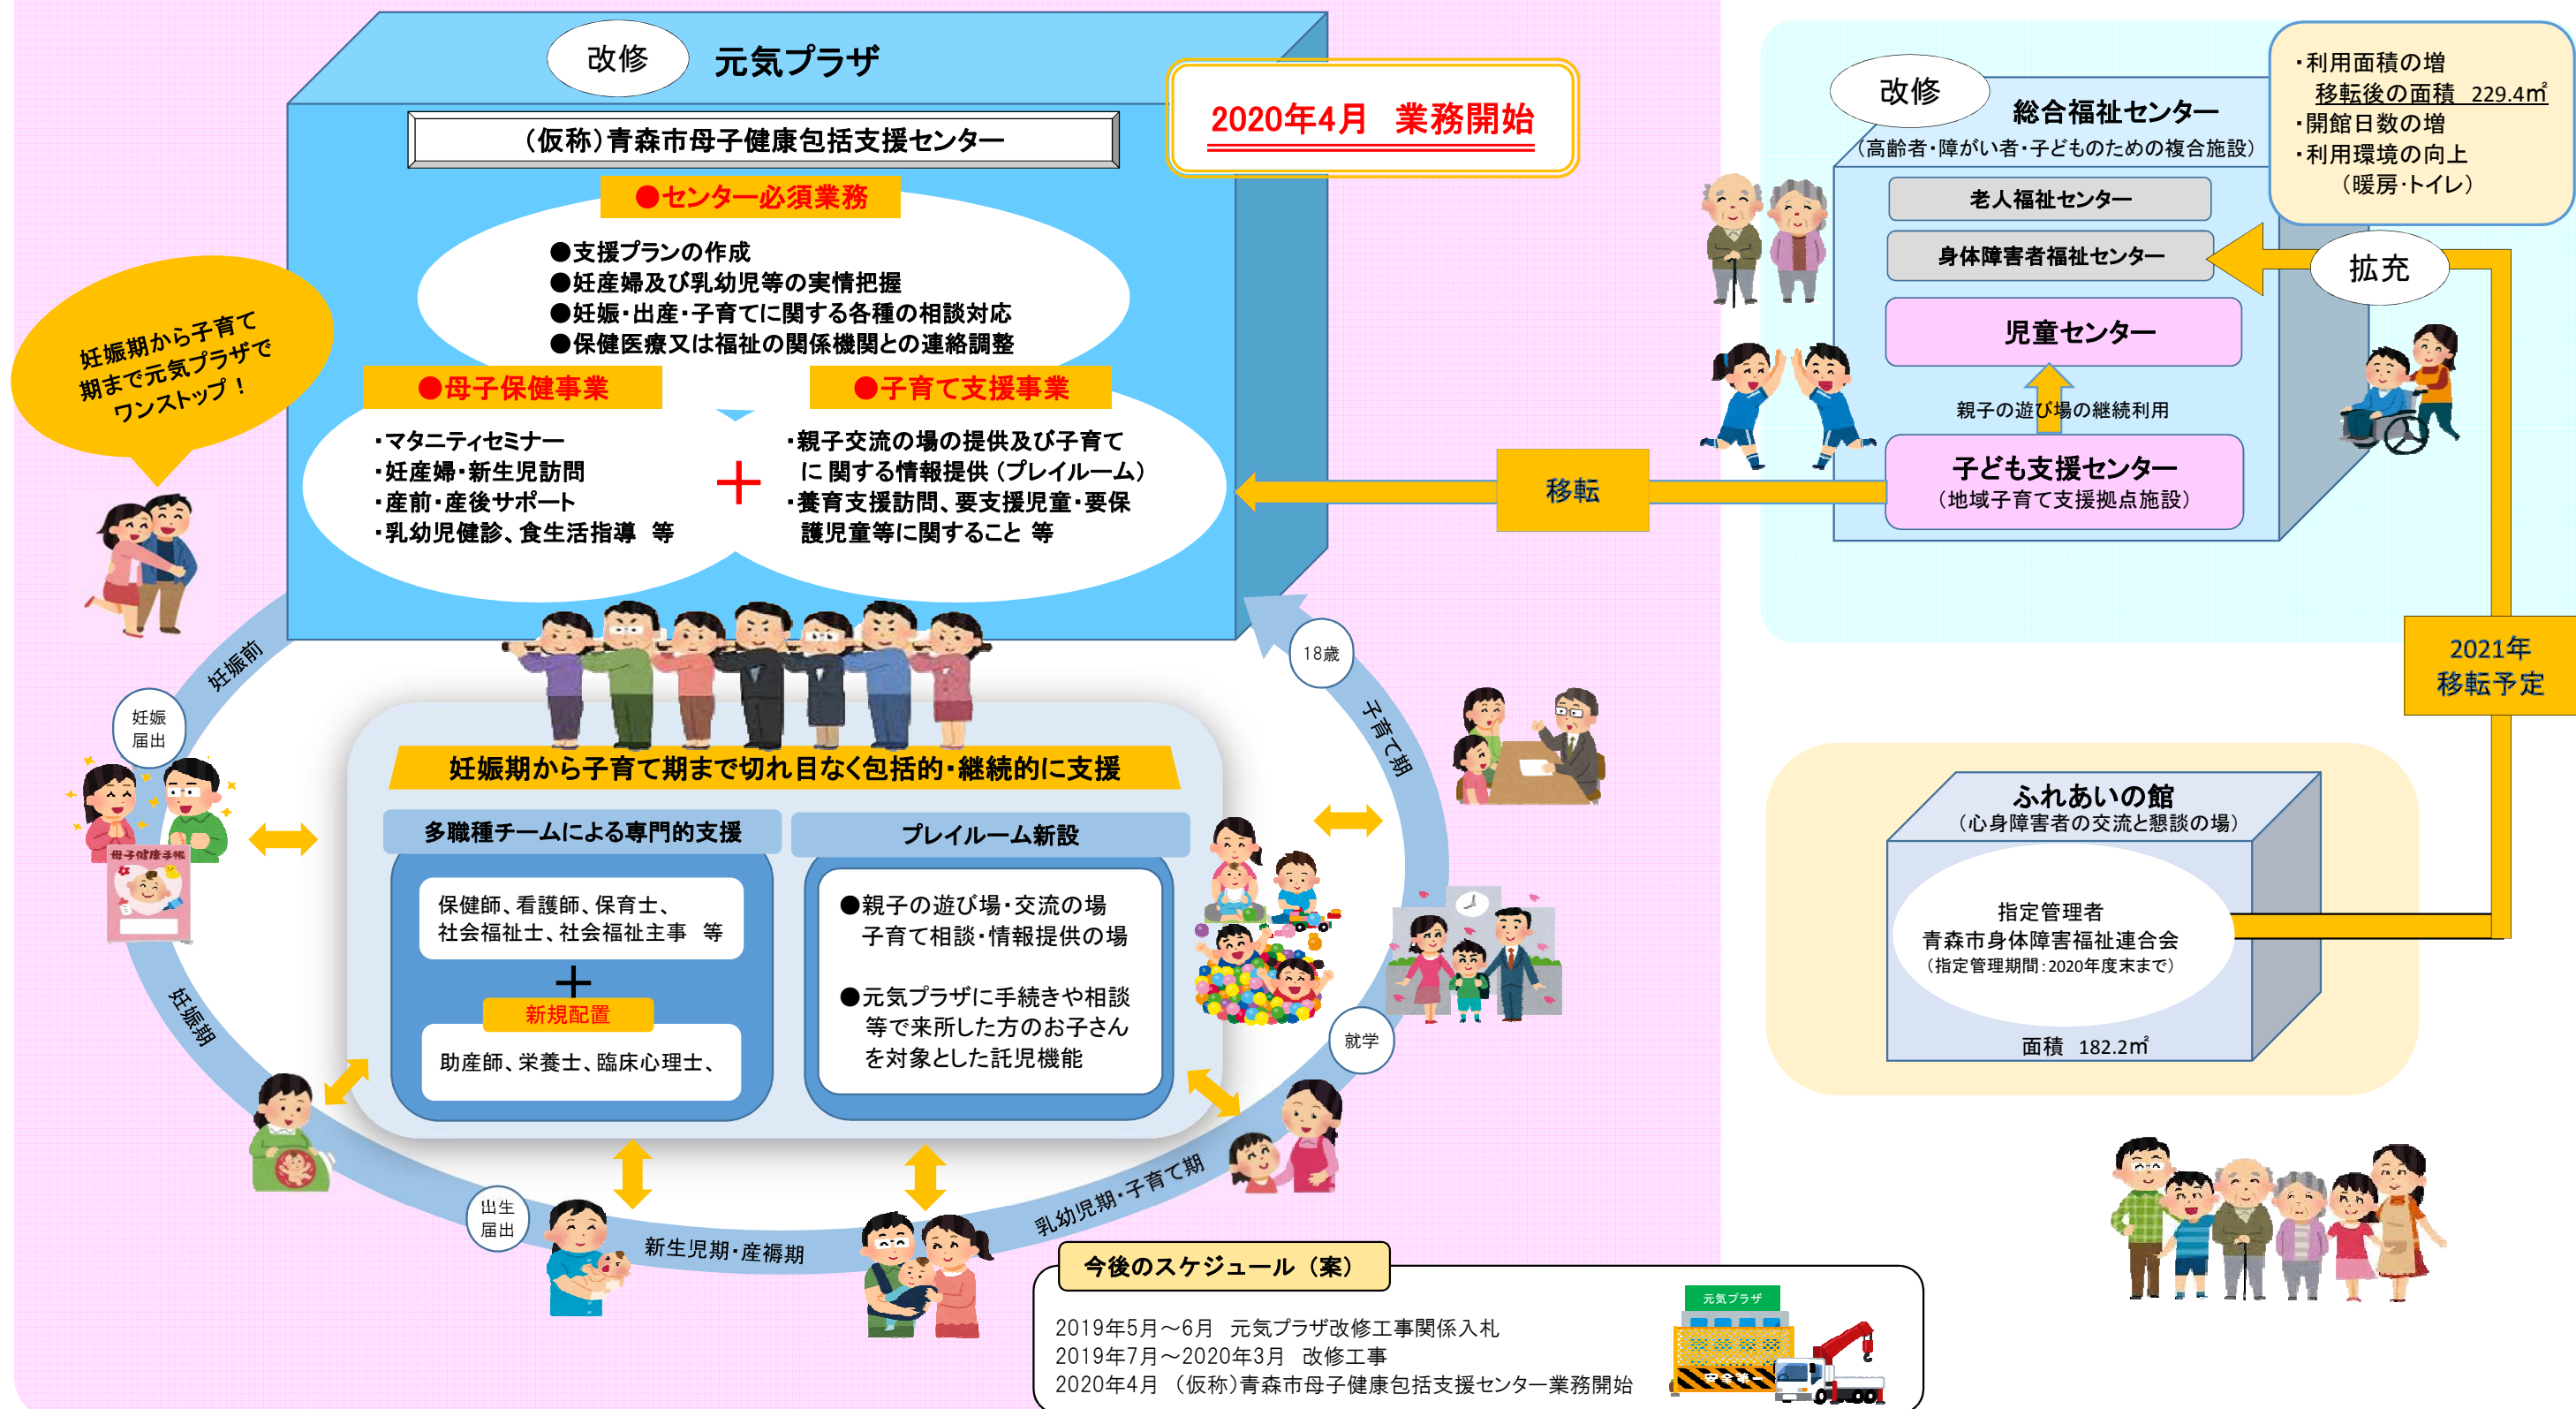 改修
元気プラザ
(仮称)青森市母子健康包括支援センター
2020年4月　業務開始
●センター必須業務
●支援プランの作成
●妊産婦及び乳幼児等の実情把握
●妊娠・出産・子育てに関する各種の相談対応
●保健医療又は福祉の関係機関との連絡調整
妊娠期から子育て
期まで元気プラザで
ワンストップ！
●母子保健事業
・マタニティセミナー
・妊産婦・新生児訪問
・産前・産後サポート
・乳幼児健診、食生活指導　等
＋
●子育て支援事業
・親子交流の場の提供及び子育て
に関する情報提供（プレイルーム）
・養育支援訪問、要支援児童・要保
護児童等に関すること 等
移転
改修
総合福祉センター
（高齢者・障がい者・子どものための複合施設）
老人福祉センター
身体障害者福祉センター
児童センター
親子の遊び場の継続利用
子ども支援センター
（地域子育て支援拠点施設）
・利用面積の増
移転後の面積　229.4㎡
・開館日数の増
・利用環境の向上
（暖房・トイレ）
拡充
2021年
移転予定
ふれあいの館
（心身障害者の交流と懇談の場）
指定管理者
青森市身体障害福祉連合会
（指定管理期間：2020年度末まで）
面積　182.2㎡
妊娠前
妊娠
届出
母子健康手帳
妊娠期
出生
届出
新生児期・産褥期
乳幼児期・子育て期
就学
子育て期
18歳
妊娠期から子育て期まで切れ目なく包括的・継続的に支援
多職種チームによる専門的支援
保健師、看護師、保育士、
社会福祉士、社会福祉主事　等
＋
新規配置
助産師、栄養士、臨床心理士、
プレイルーム新設
●親子の遊び場・交流の場
子育て相談・情報提供の場
●元気プラザに手続きや相談
等で来所した方のお子さん
を対象とした託児機能
今後のスケジュール（案）
2019年5月～6月　元気プラザ改修工事関係入札
2019年7月～2020年3月　改修工事
2020年4月　（仮称）青森市母子健康包括支援センター業務開始
元気プラザ